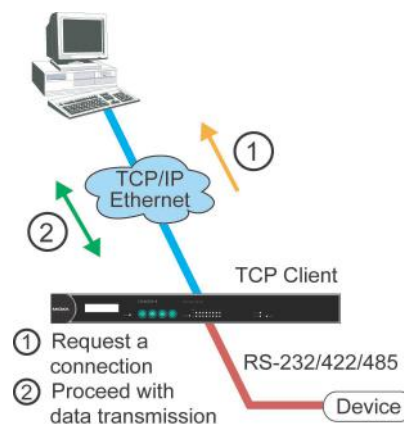 1
TCP/IP
Ethernet
2
TCP Client
MOXA
1 Request a
connection
2 Proceed with
data transmission
RS-232/422/485
Device